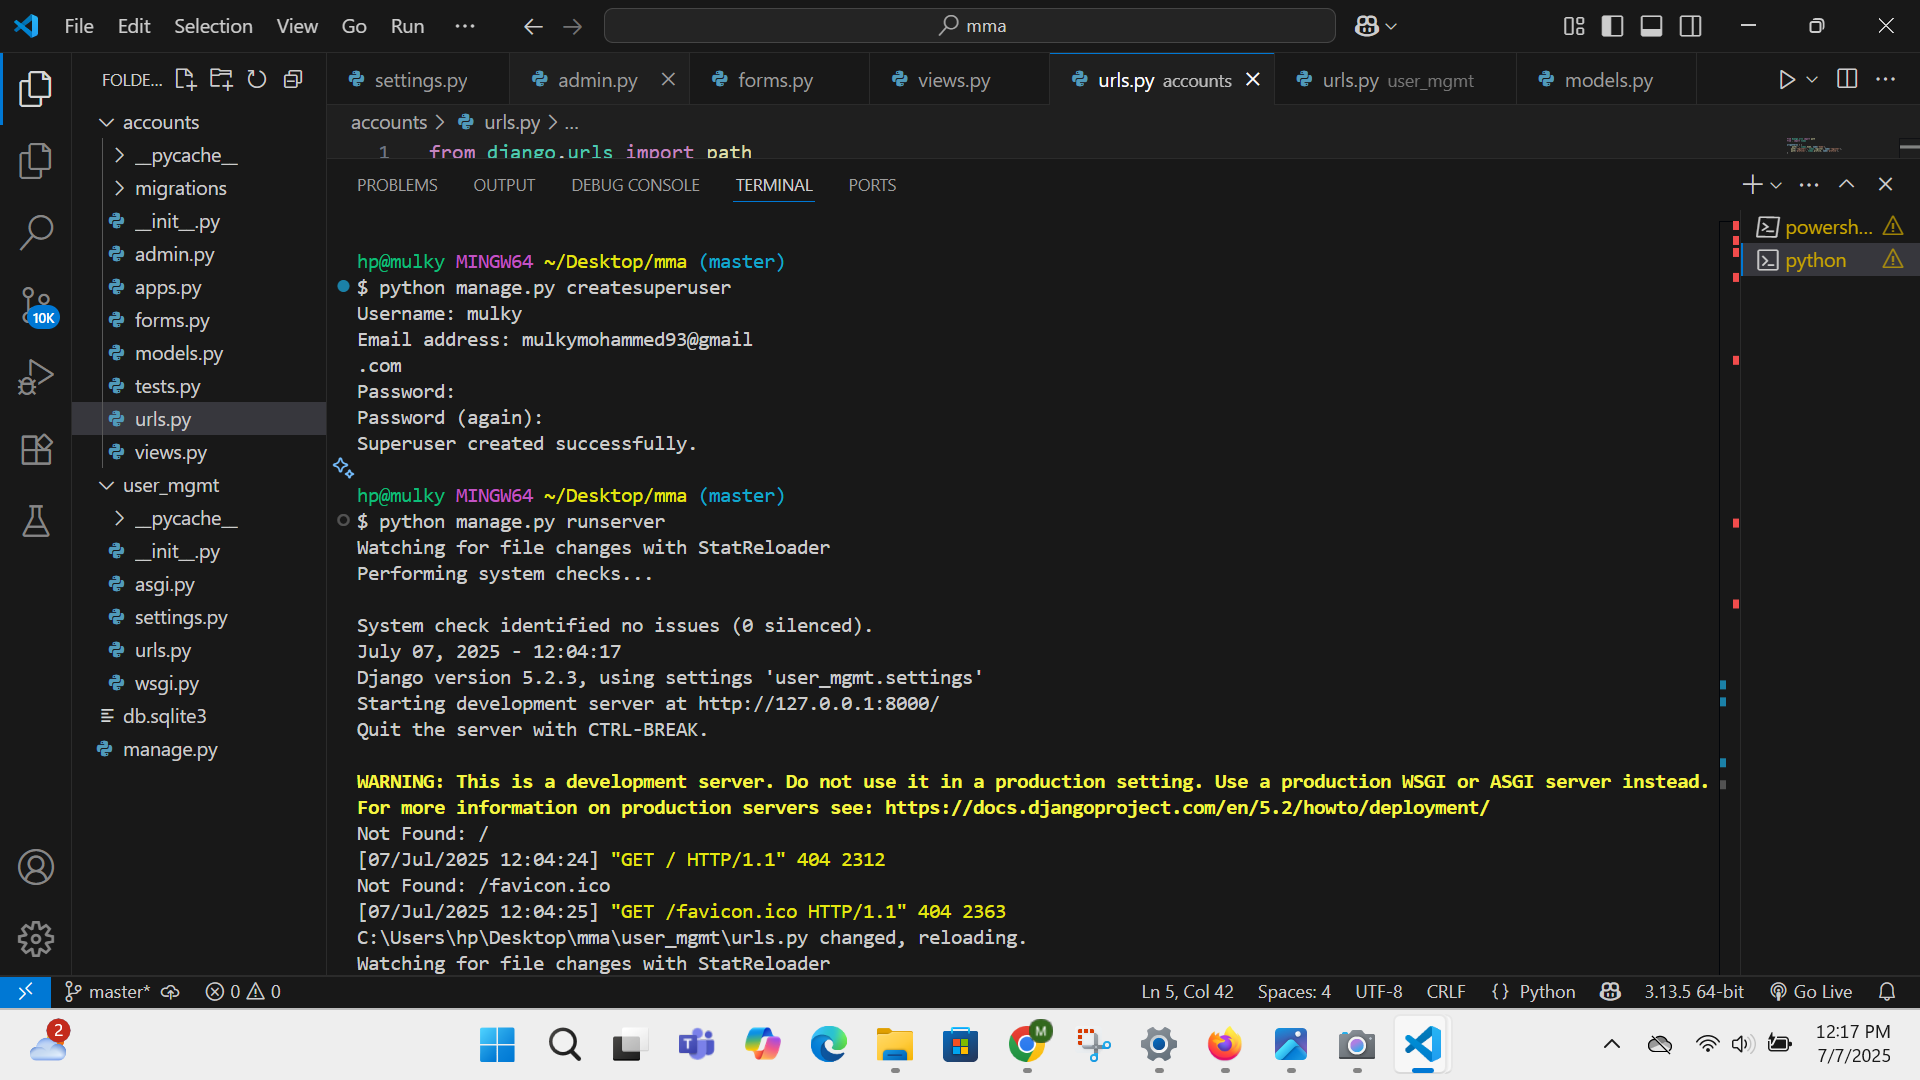 File Edit Selection View Go Run ···
mma
FOLDE...
settings.py
admin.py
forms.py
views.py
urls.py accounts
urls.py user_mgmt
models.py
accounts > urls.py > ...
1 from django.urls import path
accounts
__pycache__
migrations
__init__.py
admin.py
apps.py
forms.py
models.py
tests.py
urls.py
views.py
user_mgmt
__pycache__
__init__.py
asgi.py
settings.py
urls.py
wsgi.py
db.sqlite3
manage.py
10K
PROBLEMS OUTPUT DEBUG CONSOLE TERMINAL PORTS
powersh...
python
hp@mulky MINGW64 ~/Desktop/mma (master)
$ python manage.py createsuperuser
Username: mulky
Email address: mulkymohammed93@gmail
.com
Password:
Password (again):
Superuser created successfully.
hp@mulky MINGW64 ~/Desktop/mma (master)
$ python manage.py runserver
Watching for file changes with StatReloader
Performing system checks...
System check identified no issues (0 silenced).
July 07, 2025 - 12:04:17
Django version 5.2.3, using settings 'user_mgmt.settings'
Starting development server at http://127.0.0.1:8000/
Quit the server with CTRL-BREAK.
WARNING: This is a development server. Do not use it in a production setting. Use a production WSGI or ASGI server instead.
For more information on production servers see: https://docs.djangoproject.com/en/5.2/howto/deployment/
Not Found: /
[07/Jul/2025 12:04:24] "GET / HTTP/1.1" 404 2312
Not Found: /favicon.ico
[07/Jul/2025 12:04:25] "GET /favicon.ico HTTP/1.1" 404 2363
C:\Users\hp\Desktop\mma\user_mgmt\urls.py changed, reloading.
Watching for file changes with StatReloader
master* 0 0 Ln 5, Col 42 Spaces: 4 UTF-8 CRLF {} Python 3.13.5 64-bit Go Live
2
M
12:17 PM
7/7/2025